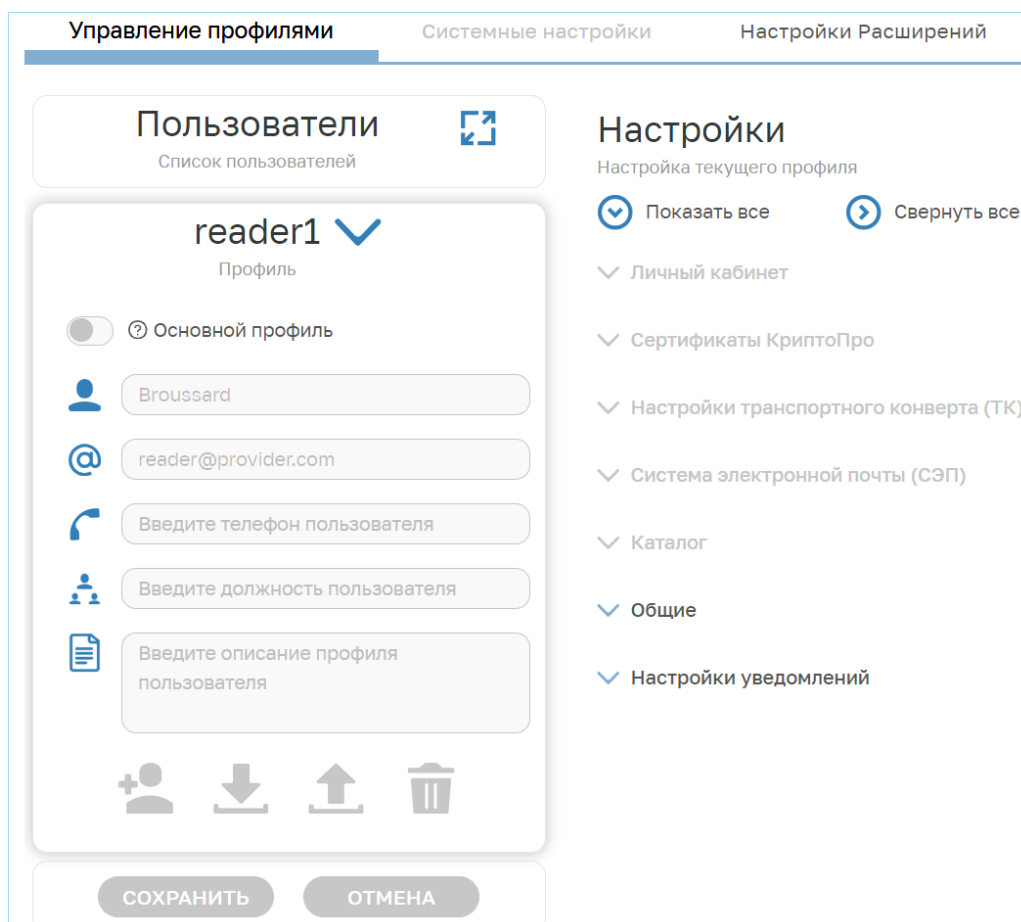 Управление профилями
Системные настройки
Настройки Расширений
Пользователи
Список пользователей
reader1
Профиль
Основной профиль
Broussard
reader@provider.com
Введите телефон пользователя
Введите должность пользователя
Введите описание профиля
пользователя
СОХРАНИТЬ
ОТМЕНА
Настройки
Настройка текущего профиля
Показать все
Свернуть все
Личный кабинет
Сертификаты КриптоПро
Настройки транспортного конверта (ТК)
Система электронной почты (СЭП)
Каталог
Общие
Настройки уведомлений